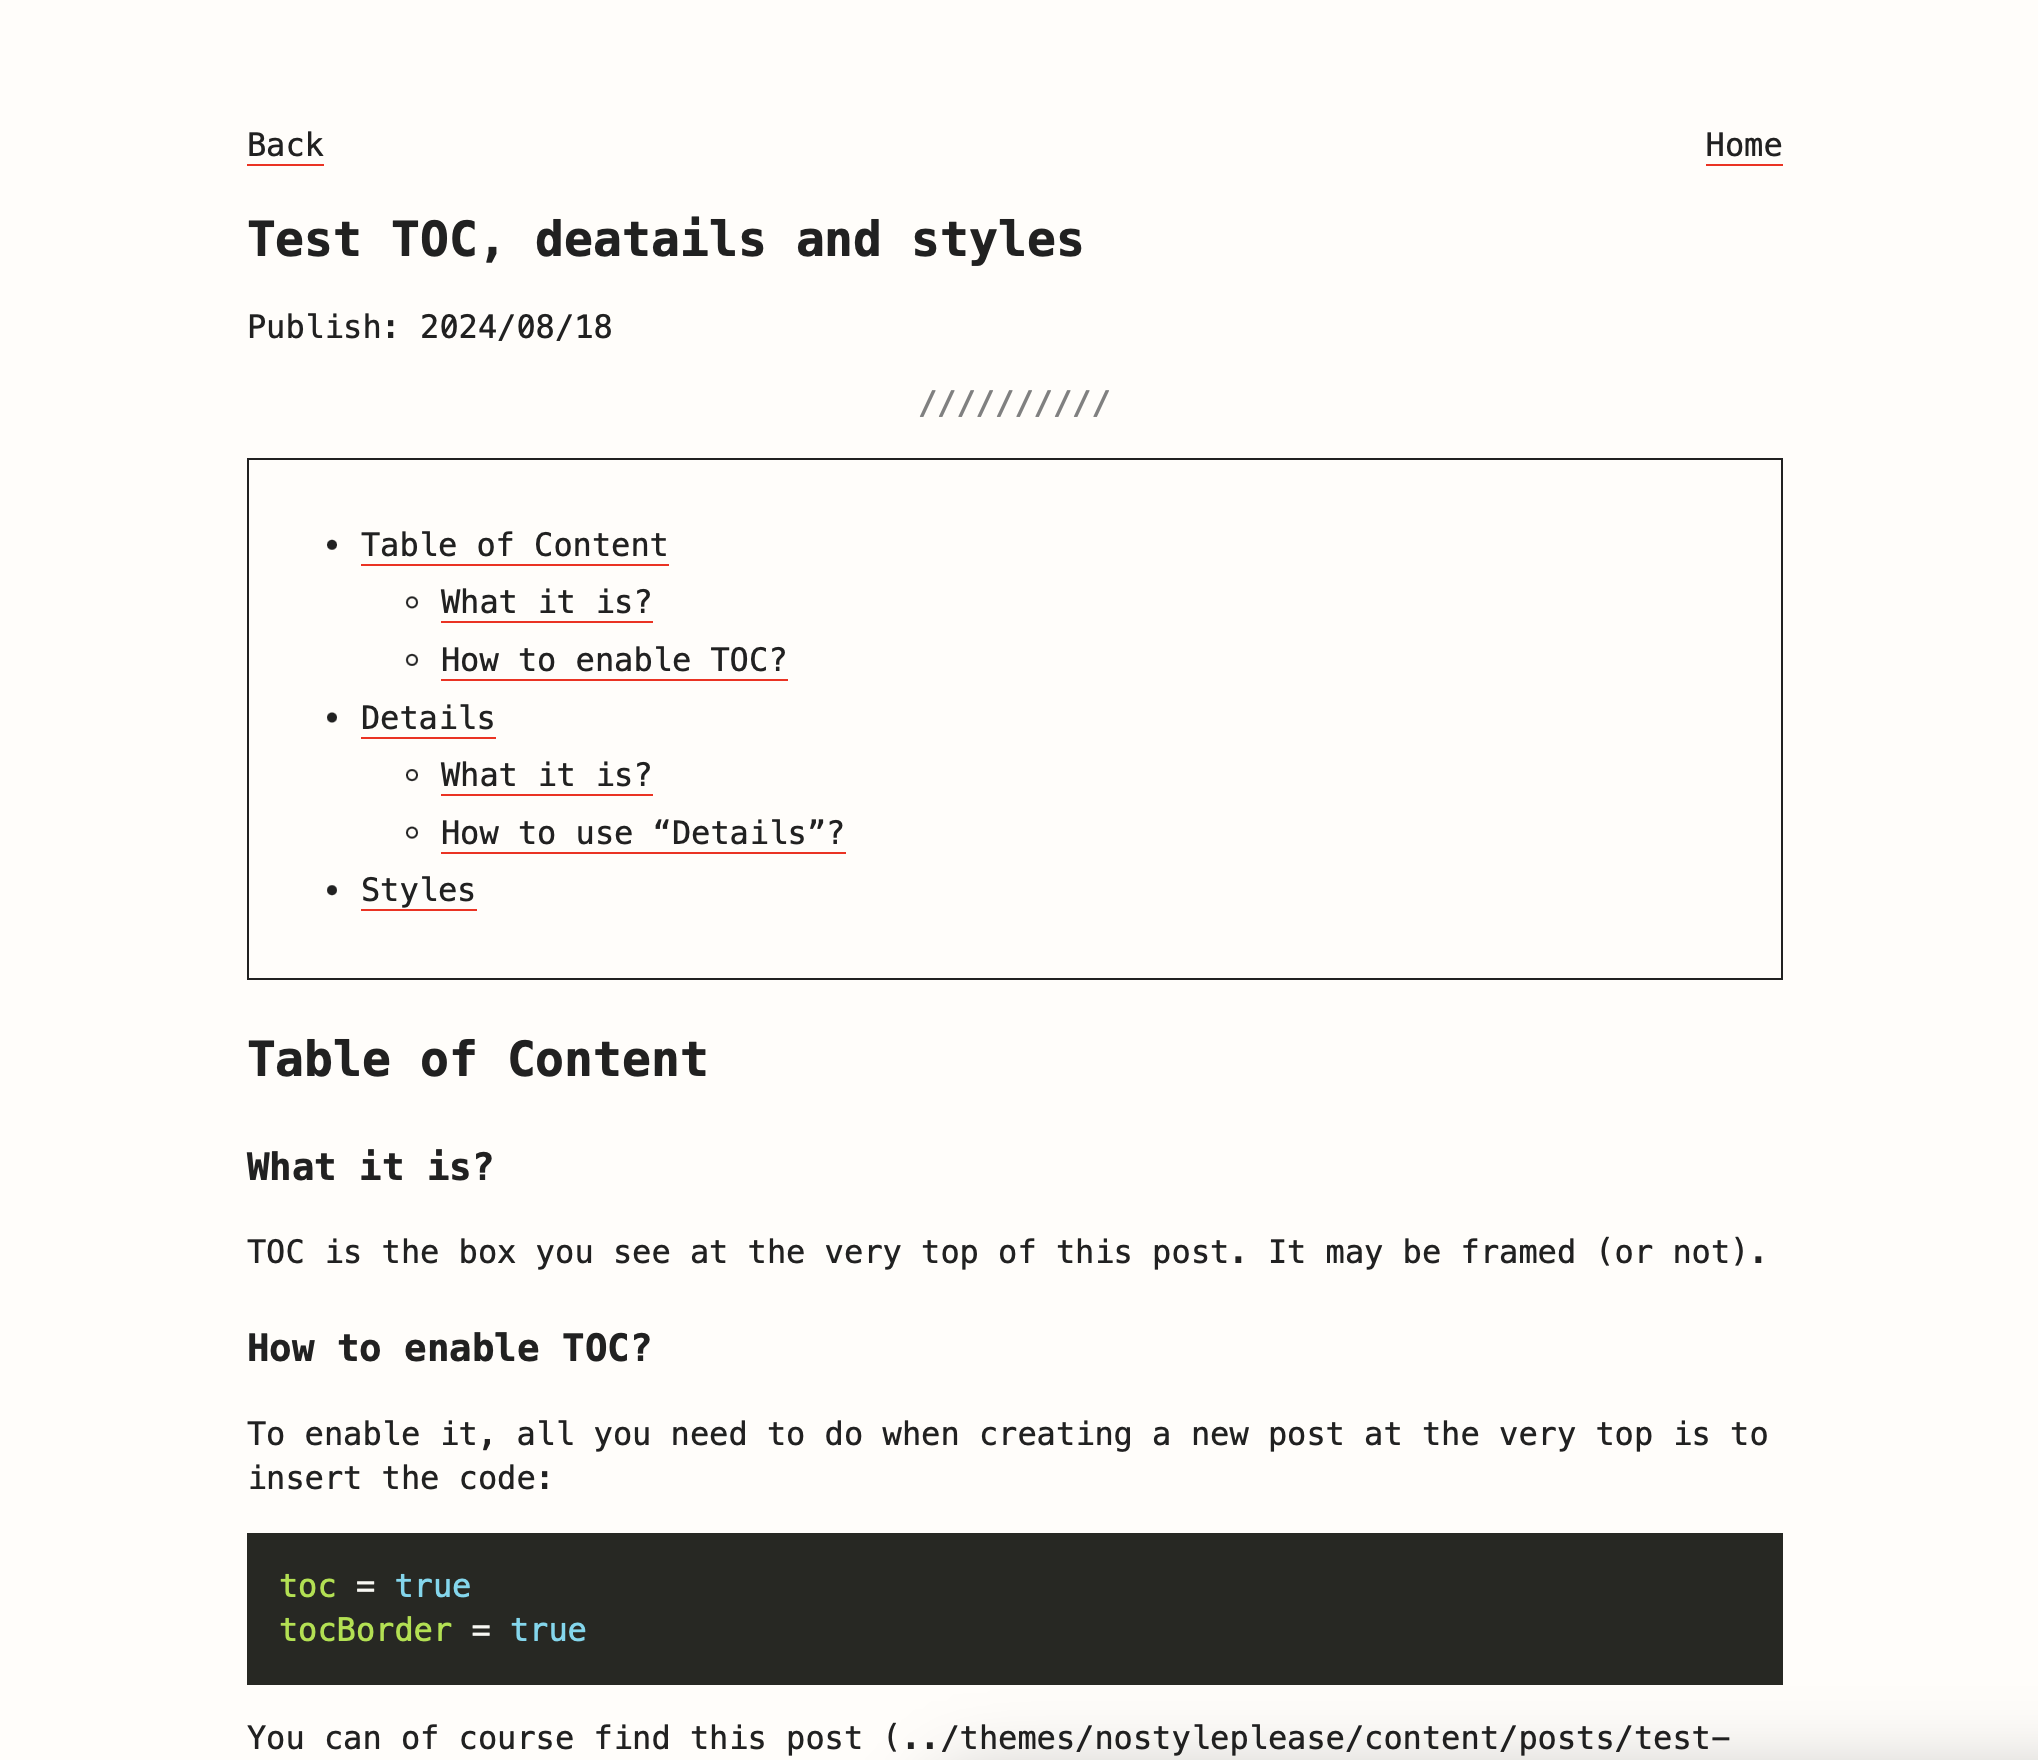 Back
Home
Test TOC, deatails and styles
Publish: 2024/08/18
//////////
• Table of Content
◦ What it is?
◦ How to enable TOC?
• Details
◦ What it is?
◦ How to use “Details”?
• Styles
Table of Content
What it is?
TOC is the box you see at the very top of this post. It may be framed (or not).
How to enable TOC?
To enable it, all you need to do when creating a new post at the very top is to
insert the code:
toc = true
tocBorder = true
You can of course find this post (../themes/nostyleplease/content/posts/test-